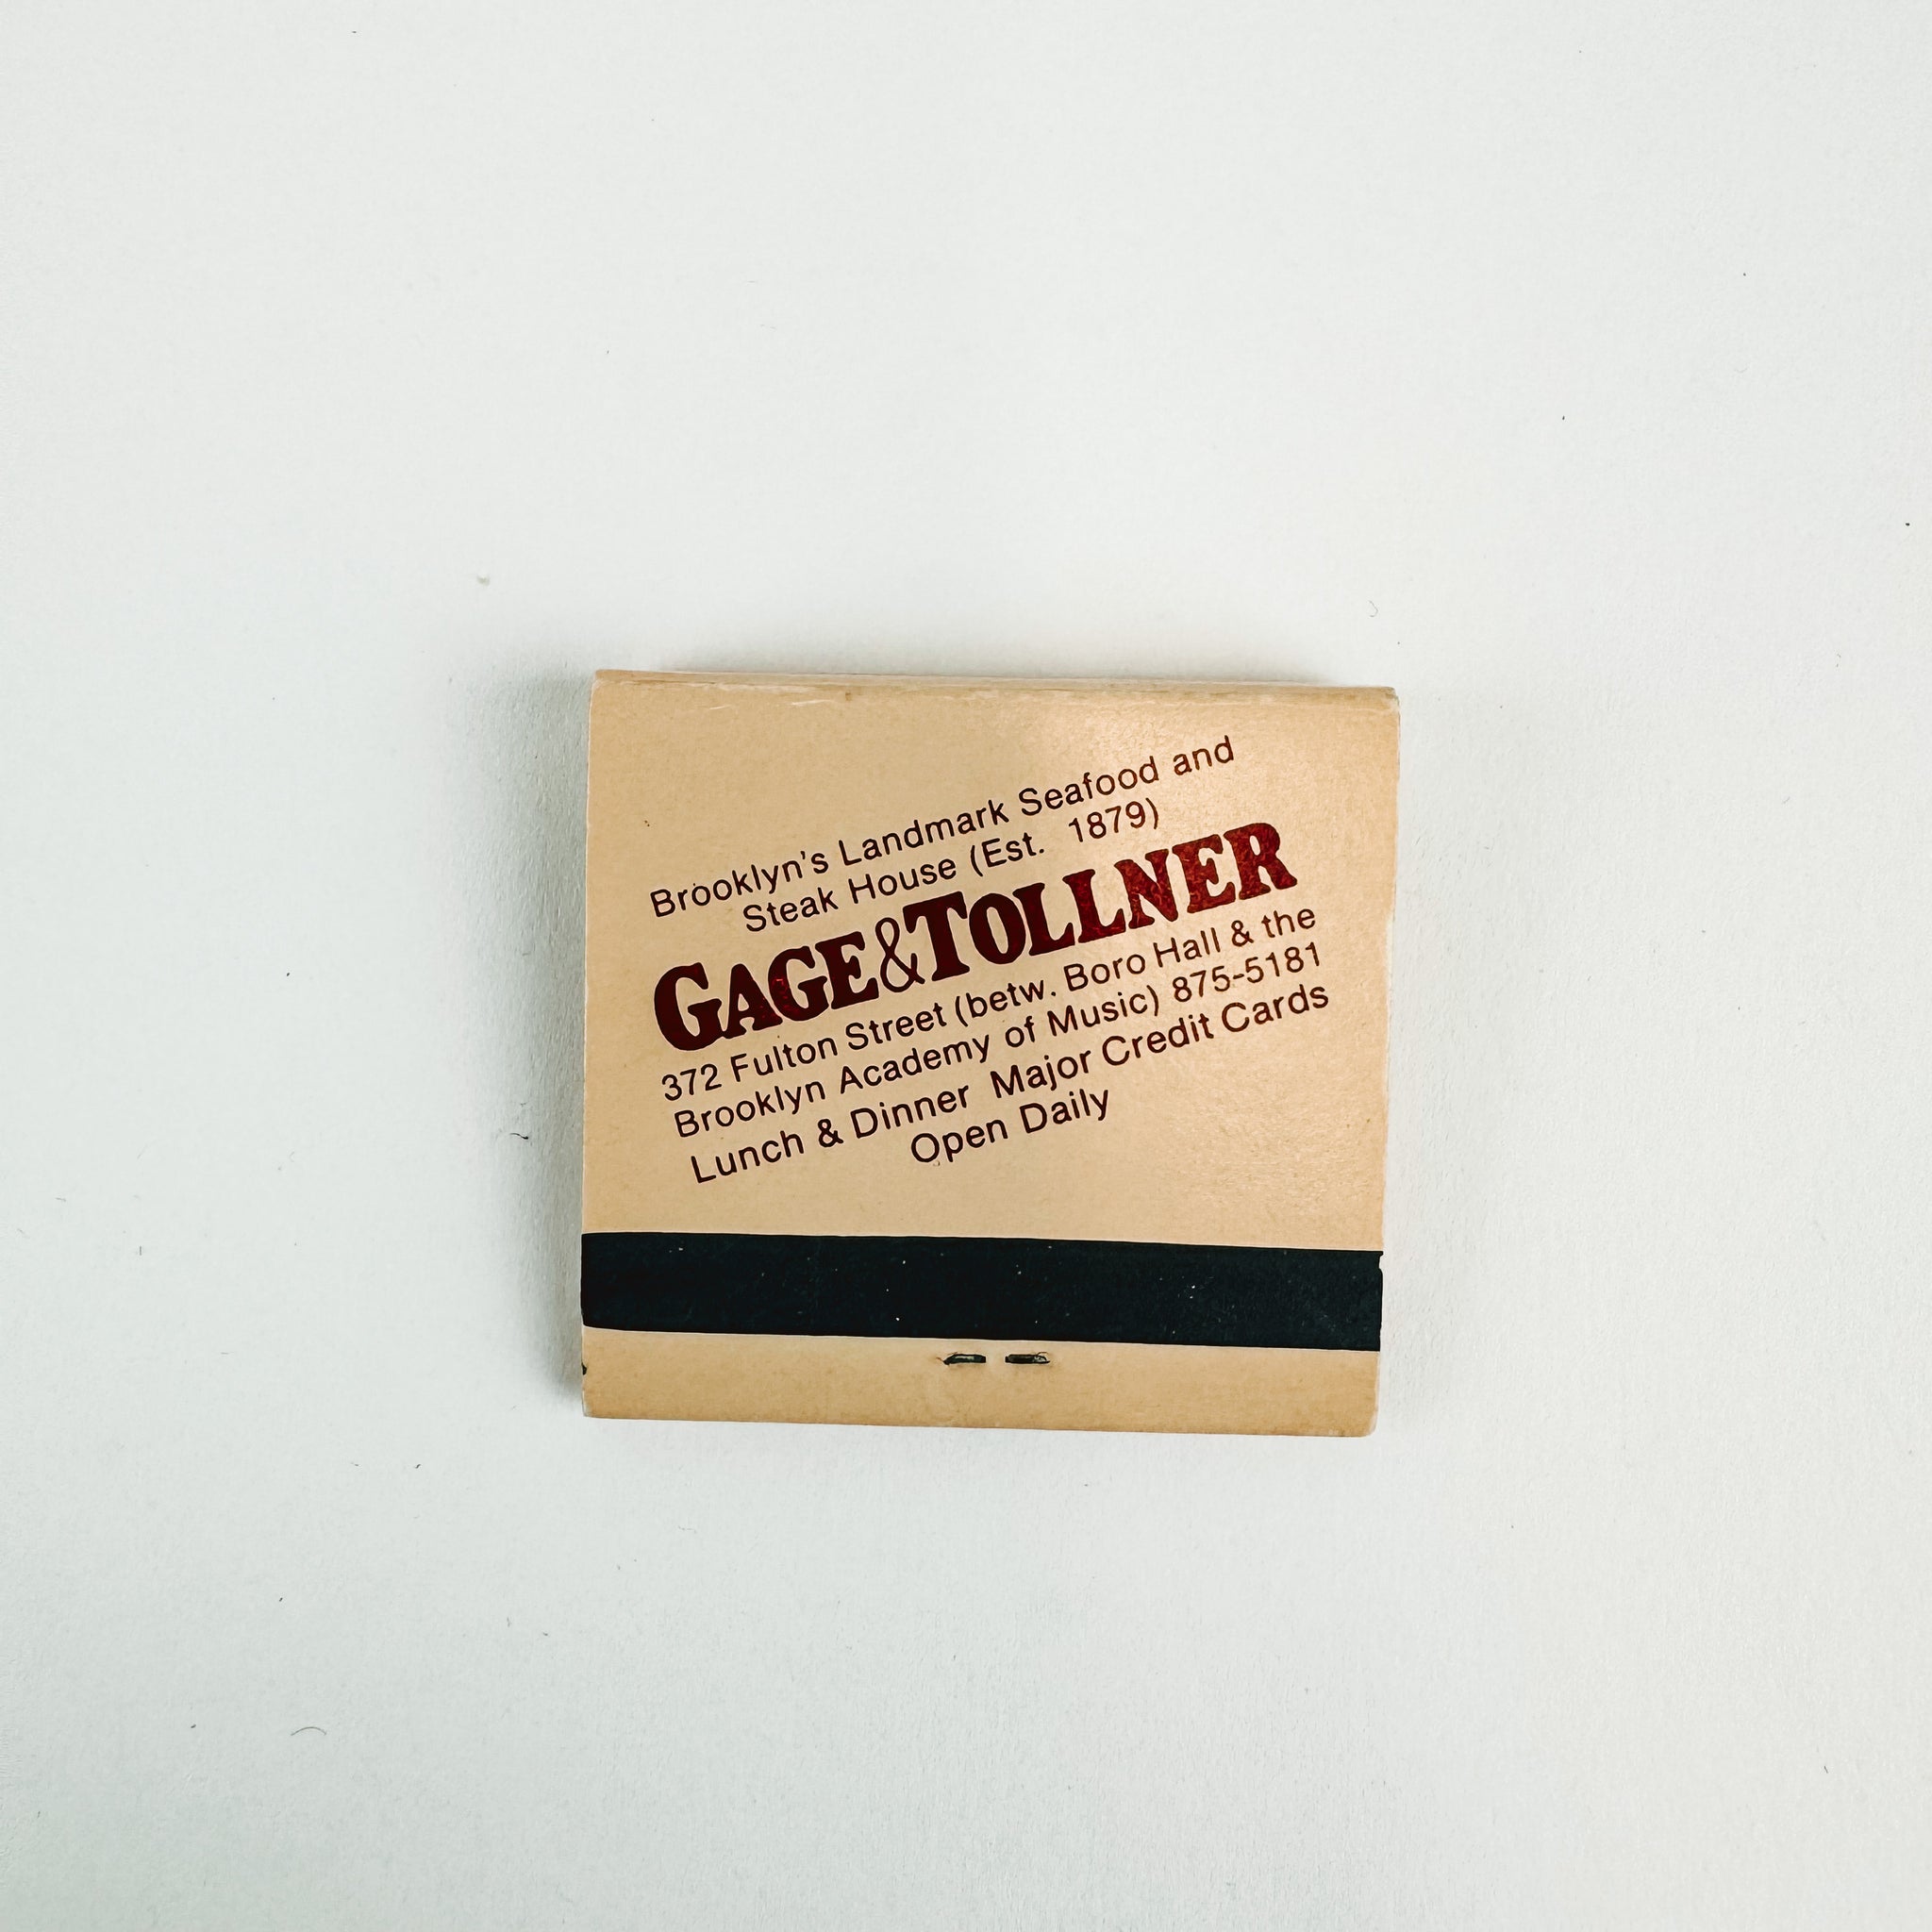 Brooklyn's Landmark Seafood and
Steak House (Est. 1879)
GAGE&TOLLNER
372 Fulton Street (betw. Boro Hall & the
Brooklyn Academy of Music) 875-5181
Lunch & Dinner Major Credit Cards
Open Daily